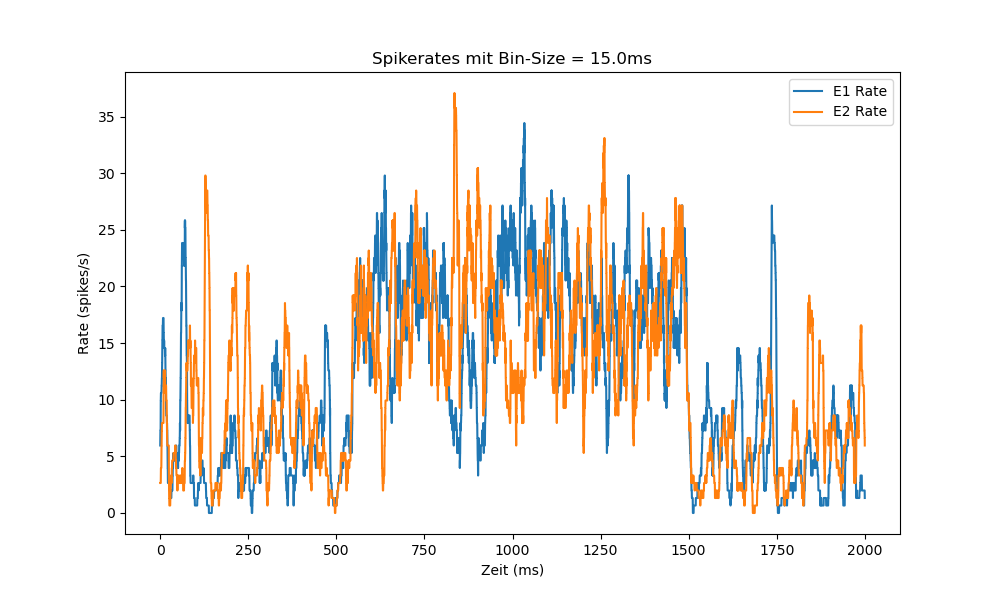 Spikerates mit Bin-Size = 15.0ms
E1 Rate
E2 Rate
Rate (spikes/s)
35
30
25
20
15
10
5
0
0 250 500 750 1000 1250 1500 1750 2000
Zeit (ms)